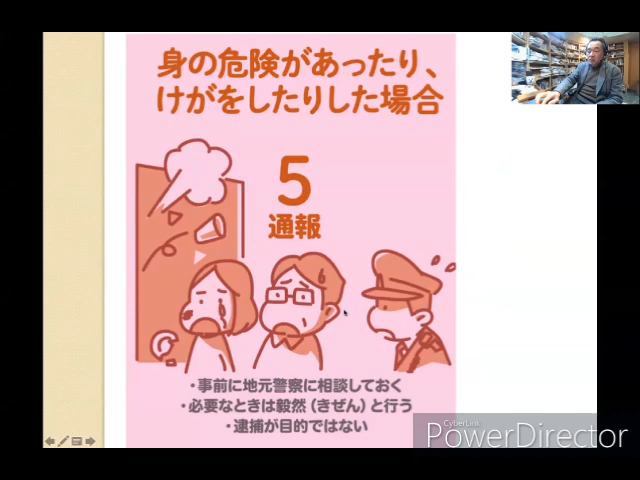 身の危険があったり、
けがをしたりした場合
5
通報
・事前に地元警察に相談しておく
・必要なときは毅然(きぜん)と行う
・逮捕が目的ではない
CyberLink
PowerDirector